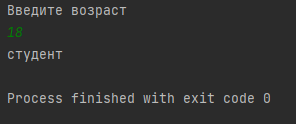 Введите возраст
18
студент
Process finished with exit code 0